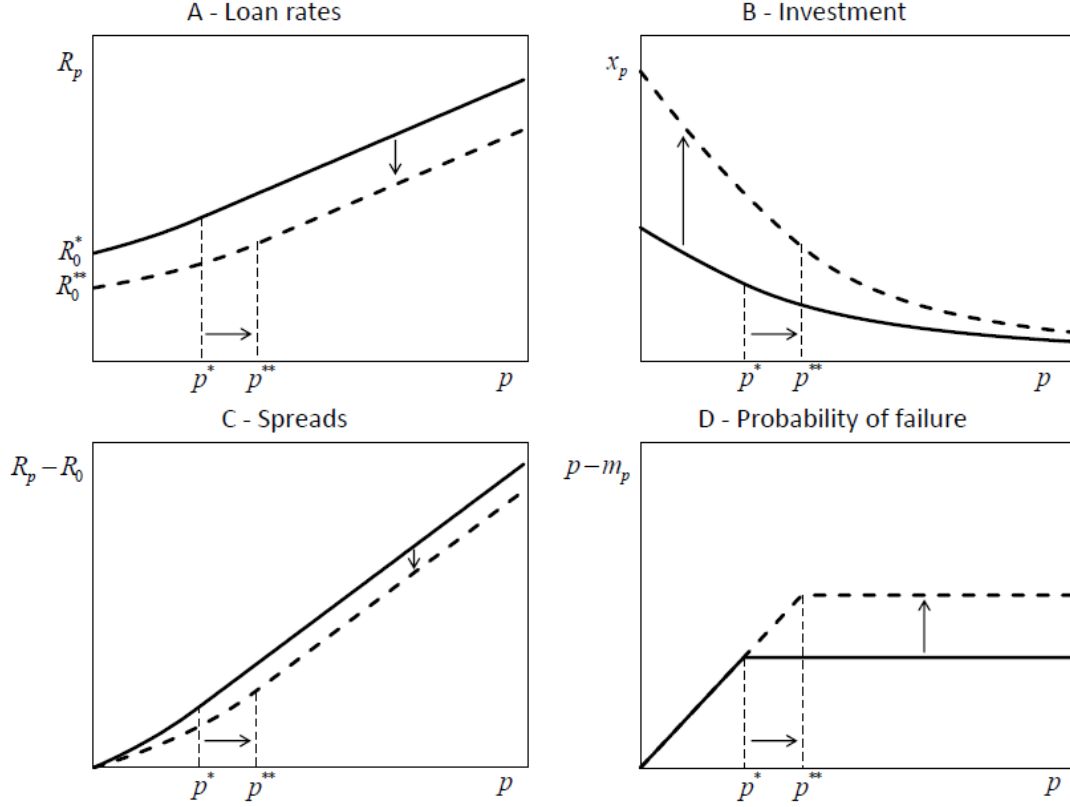 A - Loan rates
R_p
R_0^*
R_0^{**}
p^*
p^{**}
p
B - Investment
x_p
p^*
p^{**}
p
C - Spreads
R_p − R_0
p^*
p^{**}
p
D - Probability of failure
p − m_p
p^*
p^{**}
p